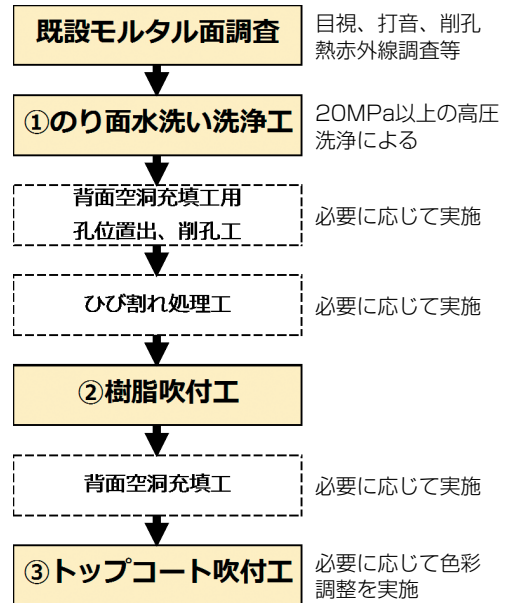 既設モルタル面調査
目視、打音、削孔
熱赤外線調査等
①のり面水洗い洗浄工
20MPa以上の高圧
洗浄による
背面空洞充填工用
孔位置出、削孔工
必要に応じて実施
ひび割れ処理工
必要に応じて実施
②樹脂吹付工
背面空洞充填工
必要に応じて実施
③トップコート吹付工
必要に応じて色彩
調整を実施